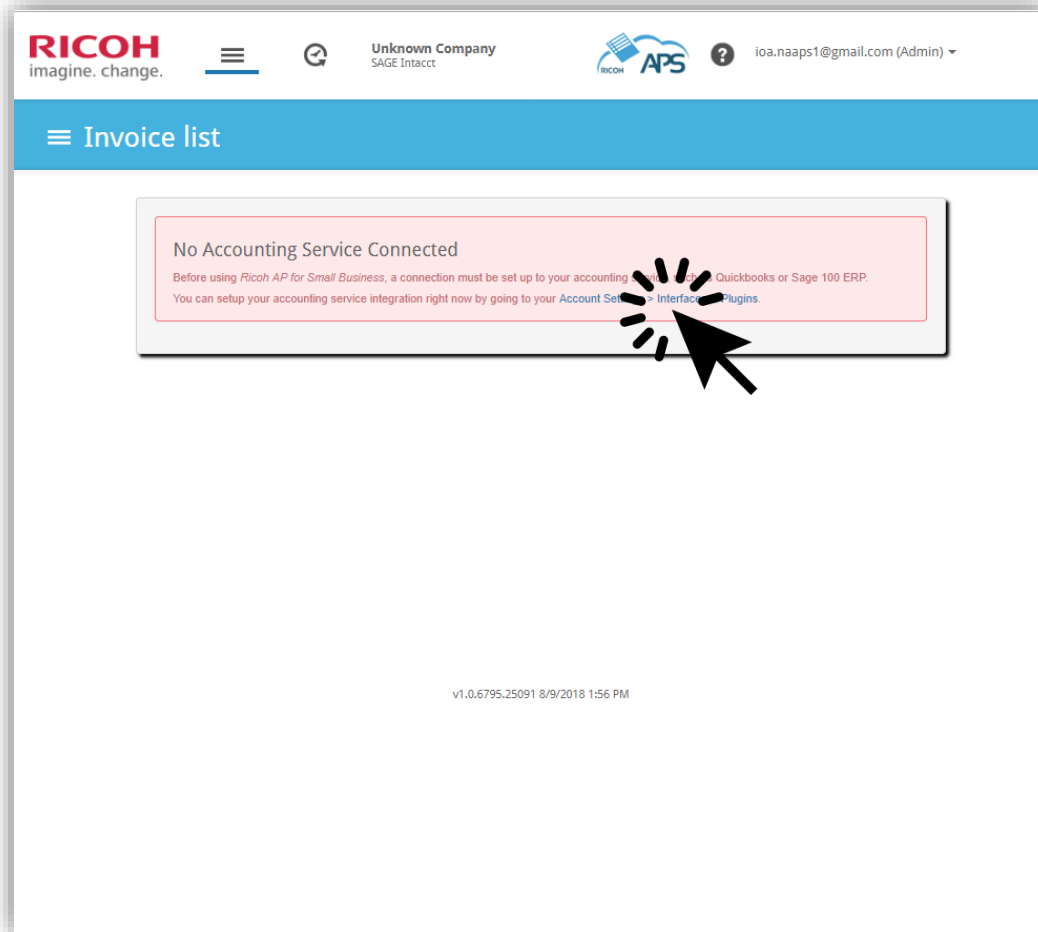 RICOH
imagine. change.
Unknown Company
SAGE Intacct
RICOH APS
?
ioa.naaps1@gmail.com (Admin)
Invoice list
No Accounting Service Connected
Before using Ricoh AP for Small Business, a connection must be set up to your accounting Quickbooks or Sage 100 ERP.
You can setup your accounting service integration right now by going to your Account > Interface Plugins.
v1.0.6795.25091 8/9/2018 1:56 PM